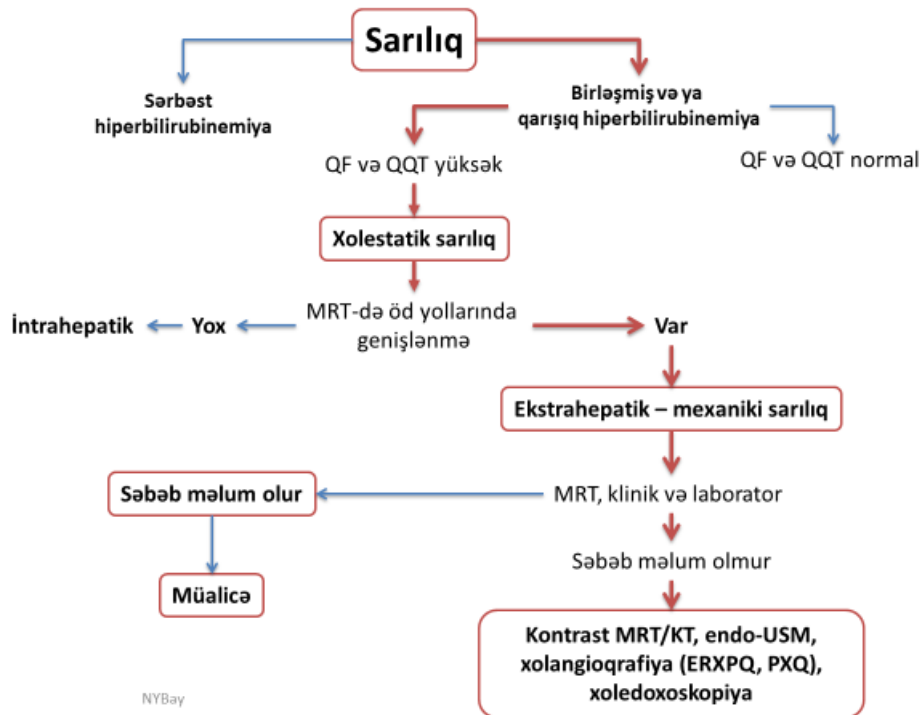 Sarılıq
Sərbəst
hiperbilirubinemiya
Birləşmiş və ya
qarışıq hiperbilirubinemiya
QF və QQT yüksək
QF və QQT normal
Xolestatik sarılıq
İntrahepatik
Yox
MRT-də öd yollarında
genişlənmə
Var
Ekstrahepatik – mexaniki sarılıq
Səbəb məlum olur
MRT, klinik və laborator
Səbəb məlum olmur
Müalicə
Kontrast MRT/KT, endo-USM,
xolangioqrafiya (ERXPQ, PXQ),
xoledoxoskopiya
NYBay